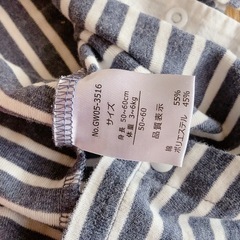 No.GW05-3516
サイズ
身長 50~60cm
体重 3~6kg
50-60
品質表示
綿 55%
ポリエステル 45%